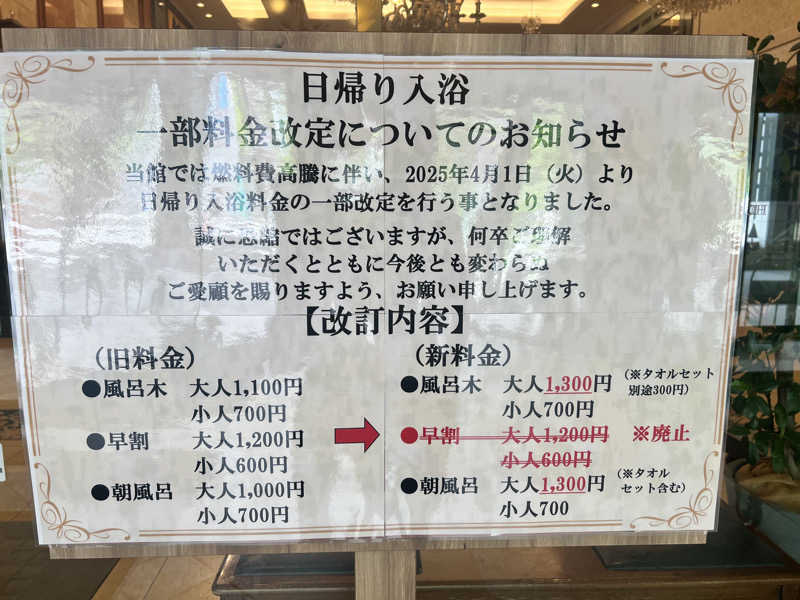 日帰り入浴
一部料金改定についてのお知らせ
当館では燃料費高騰に伴い、2025年4月1日（火）より
日帰り入浴料金の一部改定を行う事となりました。
誠に恐縮ではございますが、何卒ご理解
いただくとともに今後とも変わらぬ
ご愛顧を賜りますよう、お願い申し上げます。
【改訂内容】
（旧料金）
●風呂木 大人1,100円
小人700円
●早割 大人1,200円
小人600円
●朝風呂 大人1,000円
小人700円
（新料金）
●風呂木 大人1,300円 （※タオルセット
別途300円）
小人700円
●早割 大人1,200円 ※廃止
小人600円
●朝風呂 大人1,300円 （※タオル
セット含む）
小人700